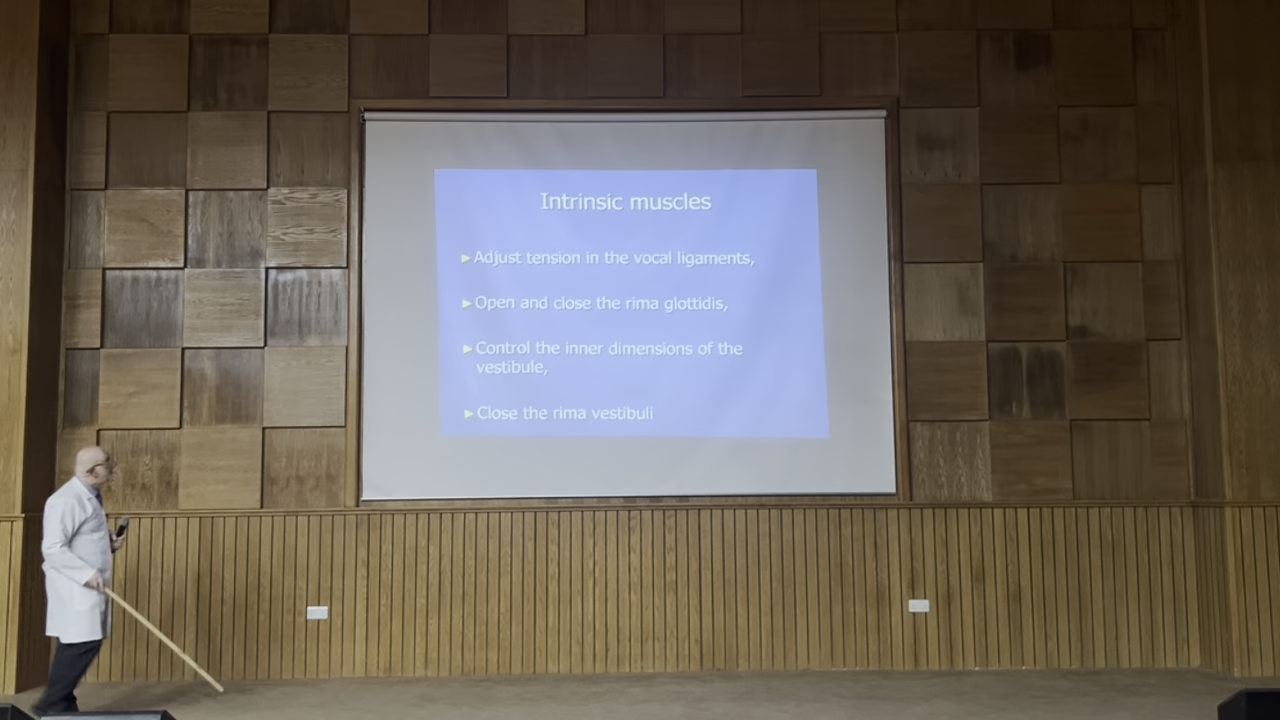 Intrinsic muscles
►Adjust tension in the vocal ligaments,
►Open and close the rima glottidis,
►Control the inner dimensions of the
vestibule,
►Close the rima vestibuli